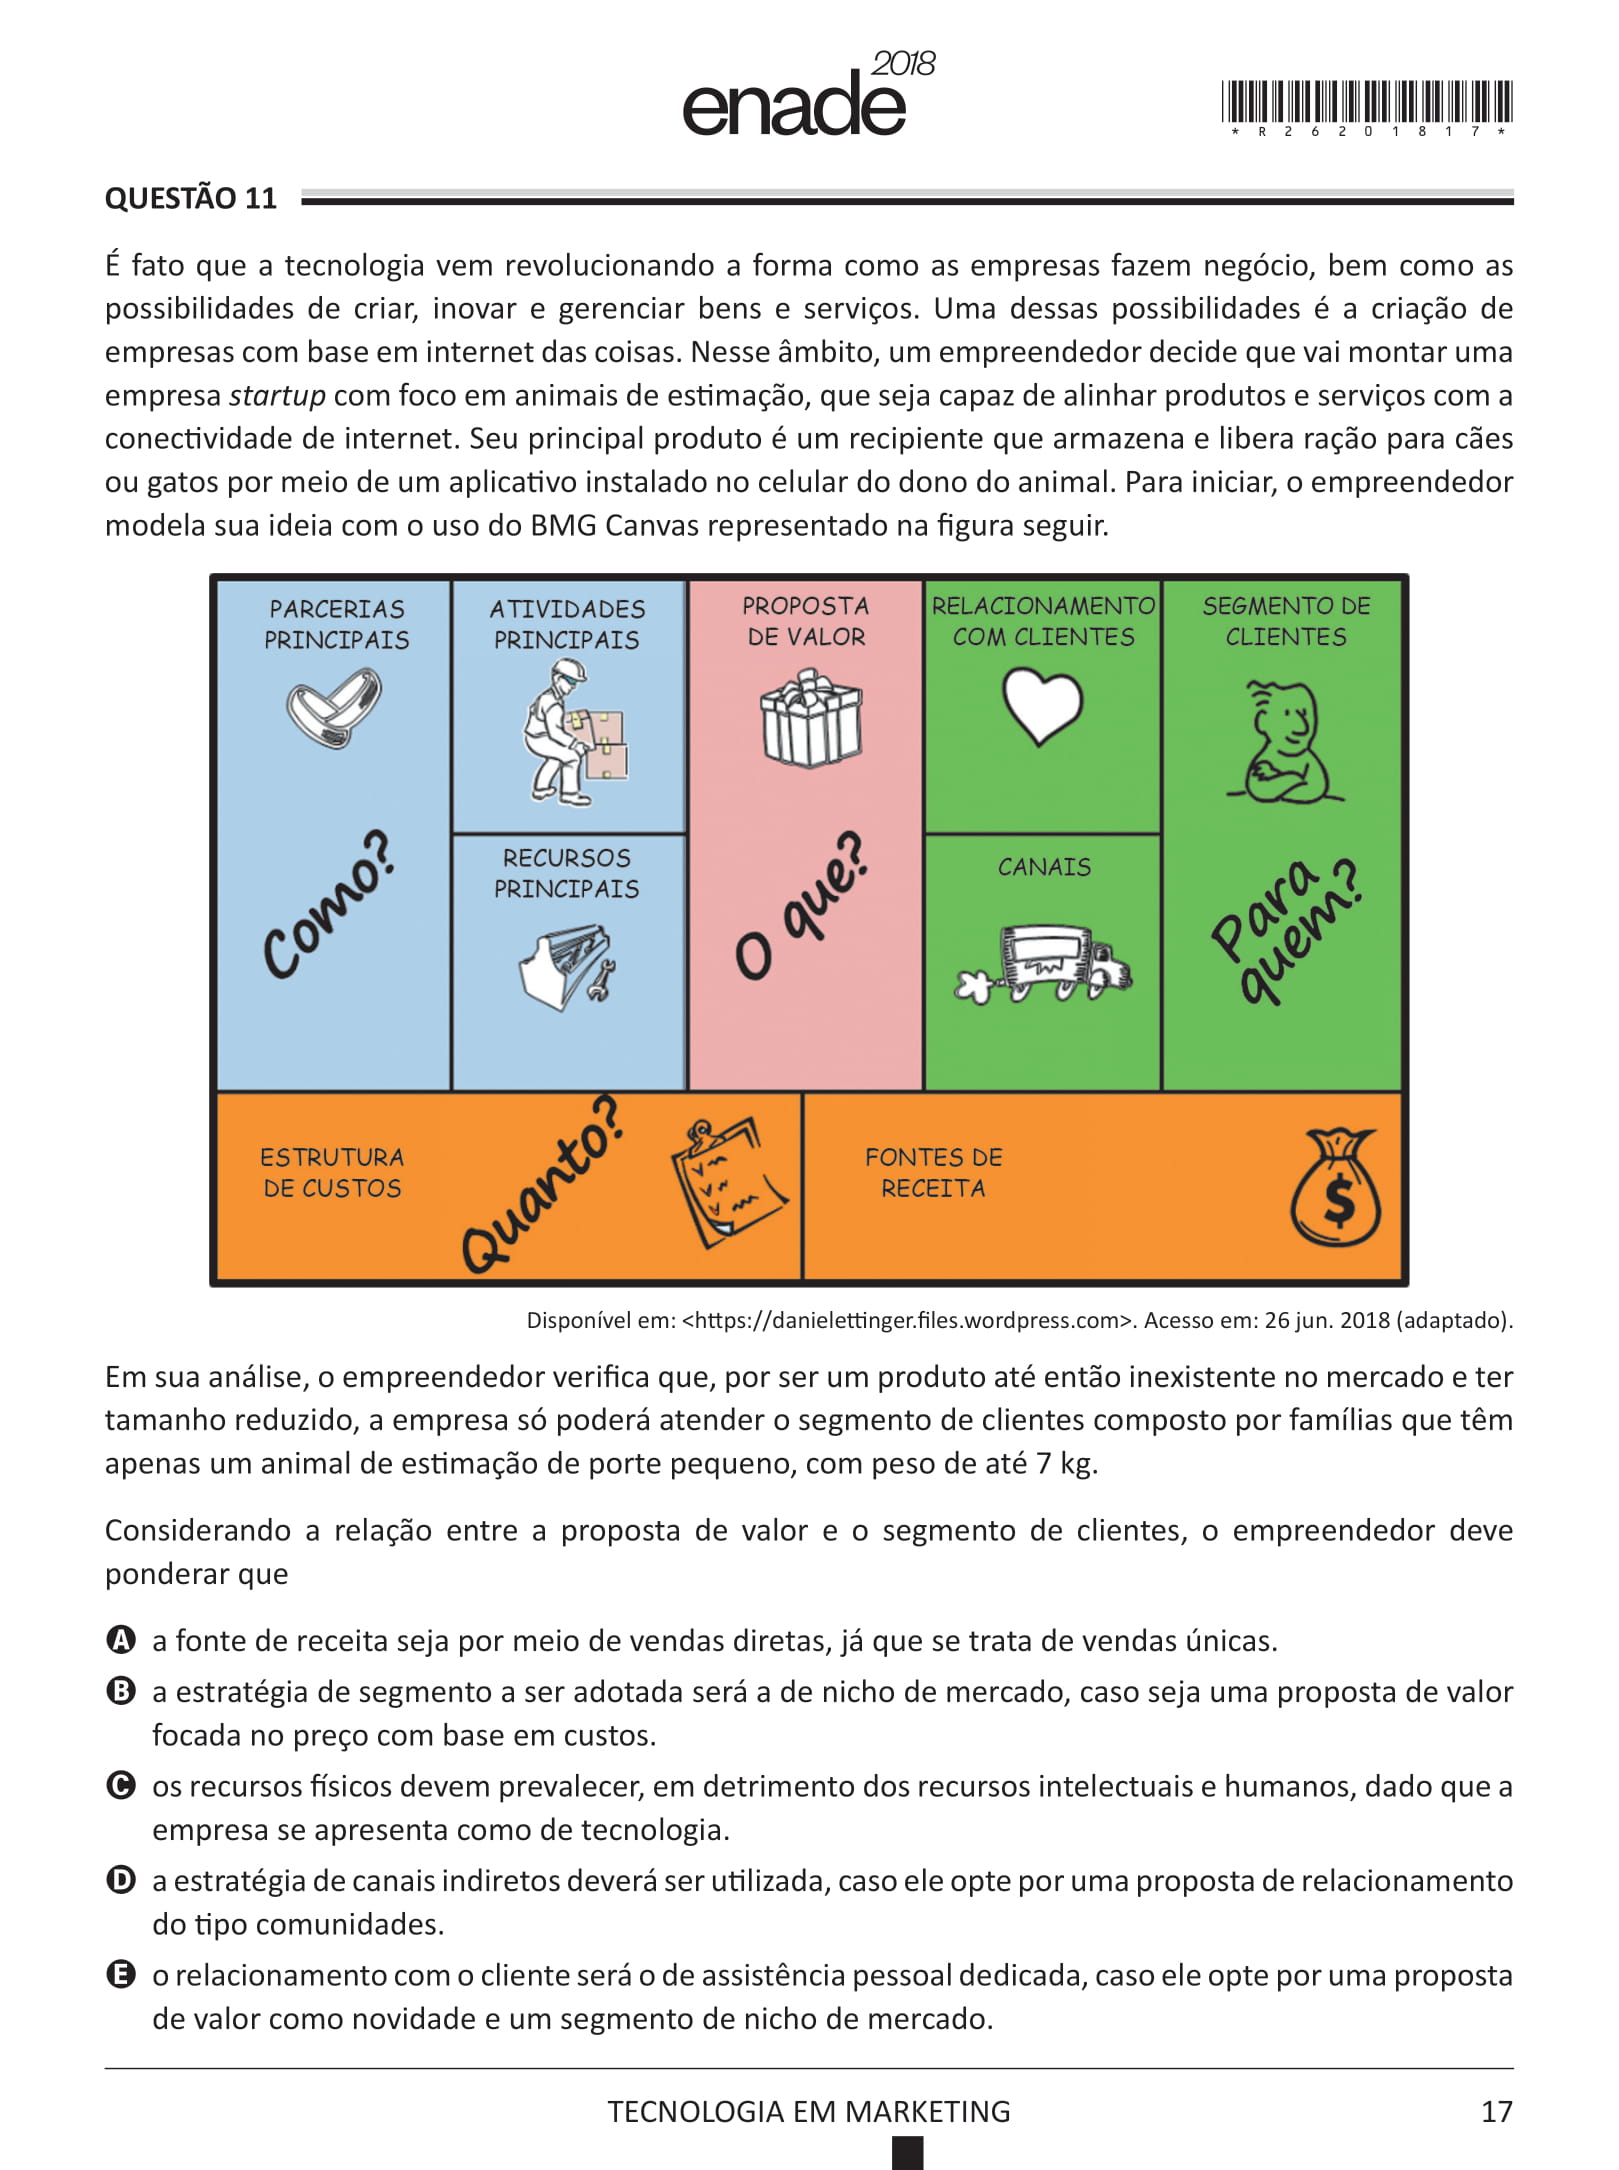 enade 2018
* R 2 6 2 0 1 8 1 7 *
QUESTÃO 11
É fato que a tecnologia vem revolucionando a forma como as empresas fazem negócio, bem como as
possibilidades de criar, inovar e gerenciar bens e serviços. Uma dessas possibilidades é a criação de
empresas com base em internet das coisas. Nesse âmbito, um empreendedor decide que vai montar uma
empresa startup com foco em animais de estimação, que seja capaz de alinhar produtos e serviços com a
conectividade de internet. Seu principal produto é um recipiente que armazena e libera ração para cães
ou gatos por meio de um aplicativo instalado no celular do dono do animal. Para iniciar, o empreendedor
modela sua ideia com o uso do BMG Canvas representado na figura seguir.
PARCERIAS
PRINCIPAIS
Como?
ATIVIDADES
PRINCIPAIS
RECURSOS
PRINCIPAIS
PROPOSTA
DE VALOR
O que?
RELACIONAMENTO
COM CLIENTES
CANAIS
SEGMENTO DE
CLIENTES
Para
quem?
ESTRUTURA
DE CUSTOS
Quanto?
FONTES DE
RECEITA
$
Disponível em: <https://danielettinger.files.wordpress.com>. Acesso em: 26 jun. 2018 (adaptado).
Em sua análise, o empreendedor verifica que, por ser um produto até então inexistente no mercado e ter
tamanho reduzido, a empresa só poderá atender o segmento de clientes composto por famílias que têm
apenas um animal de estimação de porte pequeno, com peso de até 7 kg.
Considerando a relação entre a proposta de valor e o segmento de clientes, o empreendedor deve
ponderar que
A a fonte de receita seja por meio de vendas diretas, já que se trata de vendas únicas.
B a estratégia de segmento a ser adotada será a de nicho de mercado, caso seja uma proposta de valor
focada no preço com base em custos.
C os recursos físicos devem prevalecer, em detrimento dos recursos intelectuais e humanos, dado que a
empresa se apresenta como de tecnologia.
D a estratégia de canais indiretos deverá ser utilizada, caso ele opte por uma proposta de relacionamento
do tipo comunidades.
E o relacionamento com o cliente será o de assistência pessoal dedicada, caso ele opte por uma proposta
de valor como novidade e um segmento de nicho de mercado.
TECNOLOGIA EM MARKETING
17